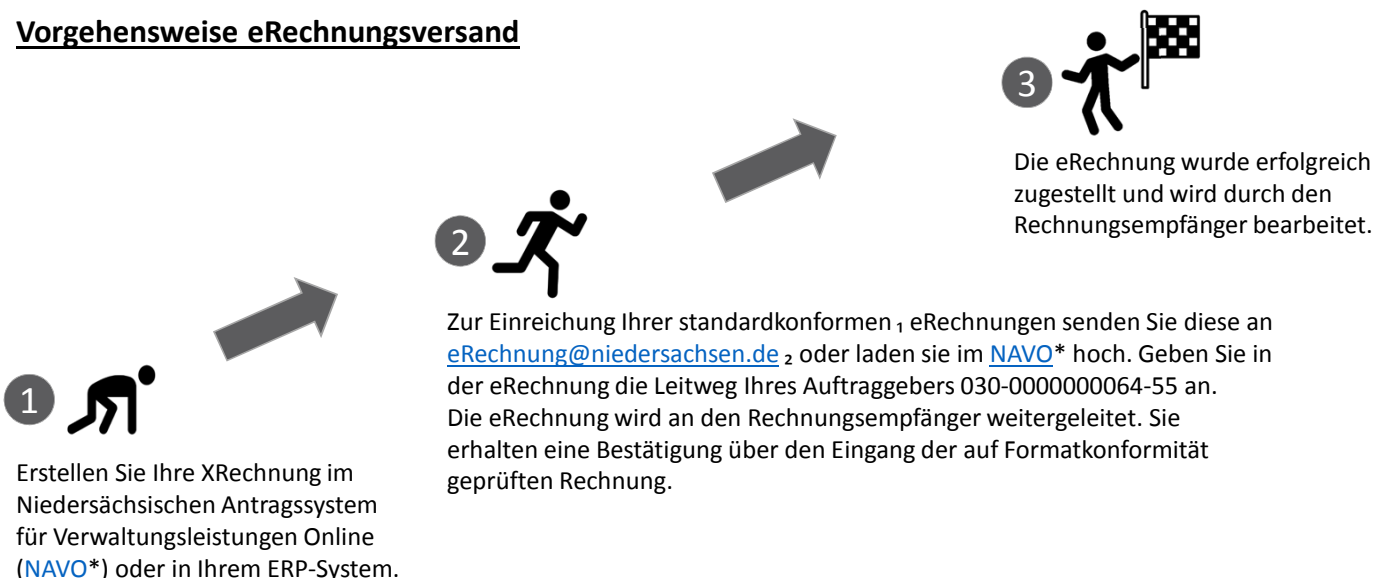 Vorgehensweise eRechnungsversand
1
Erstellen Sie Ihre XRechnung im
Niedersächsischen Antragssystem
für Verwaltungsleistungen Online
(NAVO*) oder in Ihrem ERP-System.
2
Zur Einreichung Ihrer standardkonformen ₁ eRechnungen senden Sie diese an
eRechnung@niedersachsen.de ₂ oder laden sie im NAVO* hoch. Geben Sie in
der eRechnung die Leitweg Ihres Auftraggebers 030-0000000064-55 an.
Die eRechnung wird an den Rechnungsempfänger weitergeleitet. Sie
erhalten eine Bestätigung über den Eingang der auf Formatkonformität
geprüften Rechnung.
3
Die eRechnung wurde erfolgreich
zugestellt und wird durch den
Rechnungsempfänger bearbeitet.